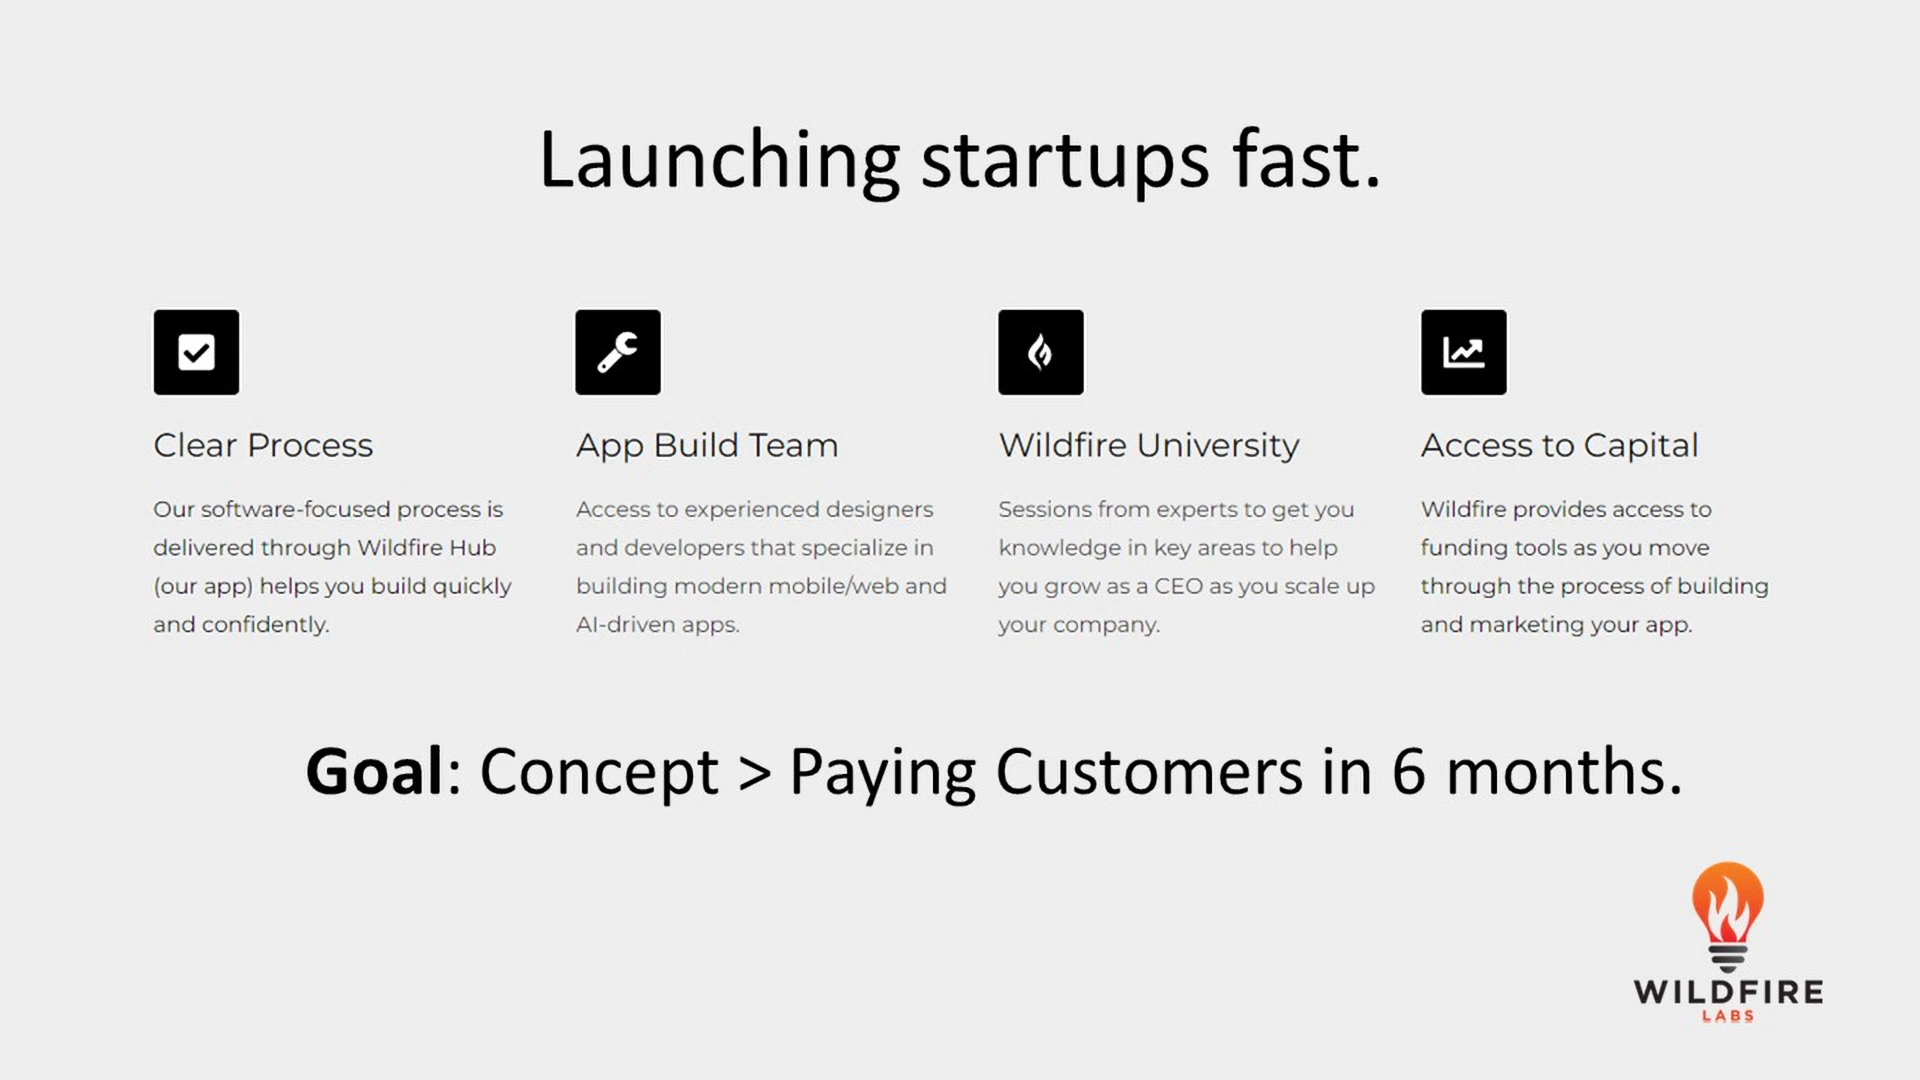 Launching startups fast.
Clear Process
Our software-focused process is
delivered through Wildfire Hub
(our app) helps you build quickly
and confidently.
App Build Team
Access to experienced designers
and developers that specialize in
building modern mobile/web and
AI-driven apps.
Wildfire University
Sessions from experts to get you
knowledge in key areas to help
you grow as a CEO as you scale up
your company.
Access to Capital
Wildfire provides access to
funding tools as you move
through the process of building
and marketing your app.
Goal: Concept > Paying Customers in 6 months.
WILDFIRE
LABS